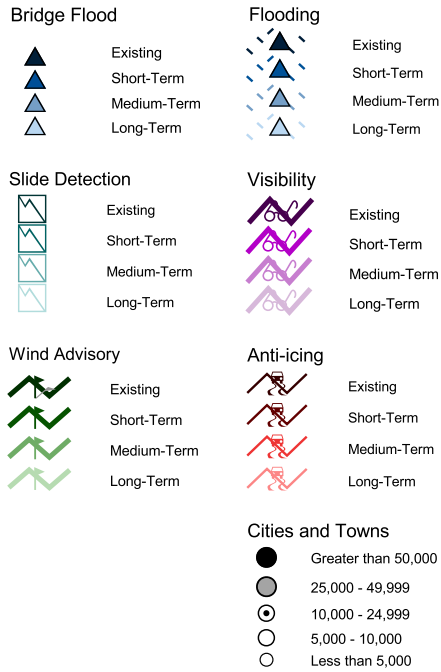 Bridge Flood
Existing
Short-Term
Medium-Term
Long-Term
Flooding
Existing
Short-Term
Medium-Term
Long-Term
Slide Detection
Existing
Short-Term
Medium-Term
Long-Term
Visibility
Existing
Short-Term
Medium-Term
Long-Term
Wind Advisory
Existing
Short-Term
Medium-Term
Long-Term
Anti-icing
Existing
Short-Term
Medium-Term
Long-Term
Cities and Towns
Greater than 50,000
25,000 - 49,999
10,000 - 24,999
5,000 - 10,000
Less than 5,000